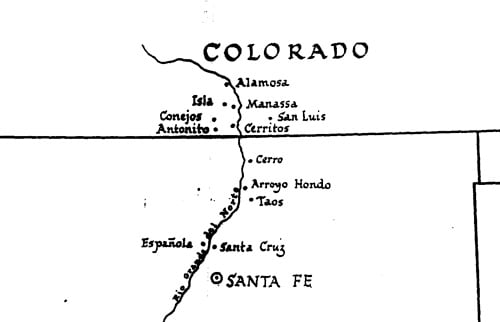 COLORADO
Alamosa
Isla
Manassa
Conejos
San Luis
Antonito
Cerritos
Cerro
Arroyo Hondo
Taos
Rio Grande del Norte
Española
Santa Cruz
SANTA FE